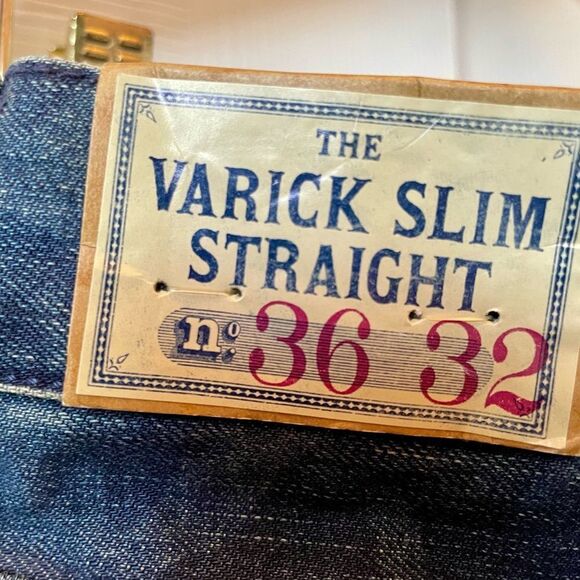 THE
VARICK SLIM
STRAIGHT
nº: 36 32